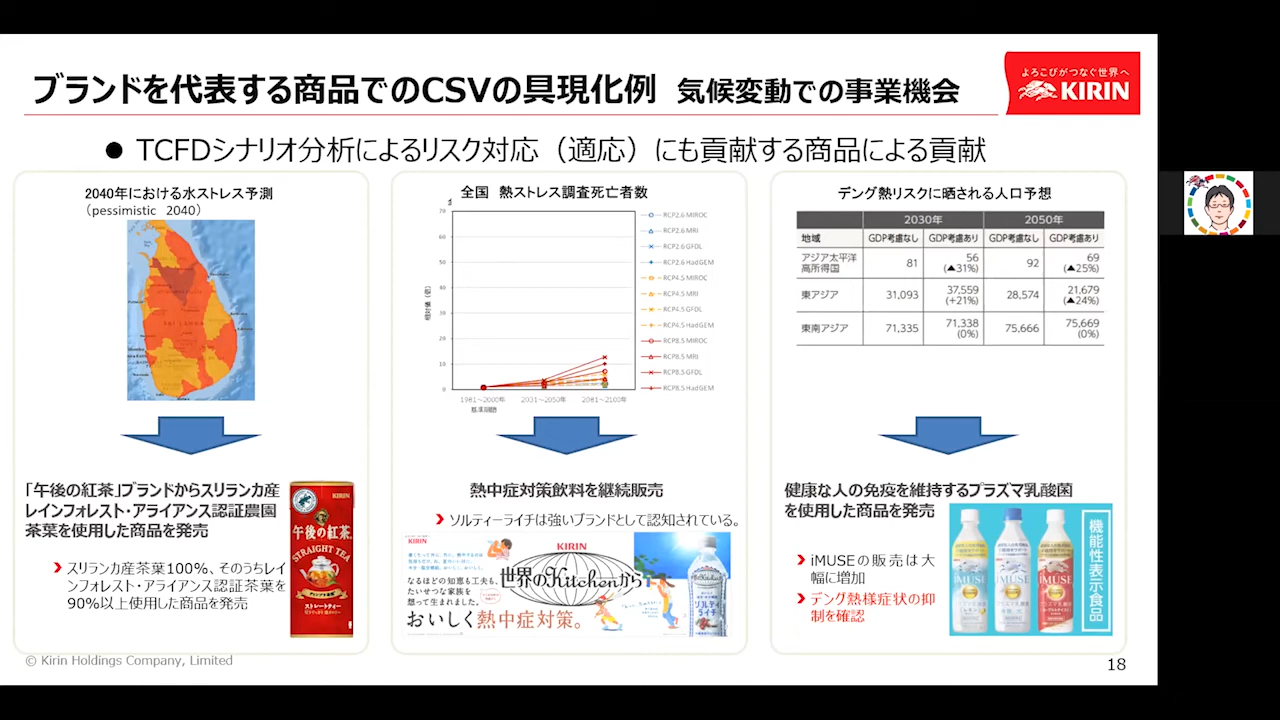 ブランドを代表する商品でのCSVの具現化例 気候変動での事業機会
よろこびがつなぐ世界へ
KIRIN
● TCFDシナリオ分析によるリスク対応（適応）にも貢献する商品による貢献
2040年における水ストレス予測
（pessimistic 2040）
SRI LANKA
「午後の紅茶」ブランドからスリランカ産
レインフォレスト・アライアンス認証農園
茶葉を使用した商品を発売
スリランカ産茶葉100%、そのうちレイ
ンフォレスト・アライアンス認証茶葉を
90%以上使用した商品を発売
KIRIN
午後の紅茶
STRAIGHT TEA
ストレートティー
全国 熱ストレス調査死亡者数
相対値（倍）
70
60
50
40
30
20
10
0
1981～2000年
基準期間
2031～2050年
2081～2100年
RCP2.6 MIROC
RCP2.6 MRI
RCP2.6 GFDL
RCP2.6 HadGEM
RCP4.5 MIROC
RCP4.5 MRI
RCP4.5 GFDL
RCP4.5 HadGEM
RCP8.5 MIROC
RCP8.5 MRI
RCP8.5 GFDL
RCP8.5 HadGEM
熱中症対策飲料を継続販売
ソルティーライチは強いブランドとして認知されている。
KIRIN
なるほどの知恵も工夫も、
たいせつな家族を
想って生まれました。
おいしく熱中症対策。
KIRIN
世界のKitchenから
ソルティ
ライチ
デング熱リスクに晒される人口予想
2030年 2050年
地域 GDP考慮なし GDP考慮あり GDP考慮なし GDP考慮あり
アジア太平洋
高所得国 81 56 (▲31%) 92 69 (▲25%)
東アジア 31,093 37,559 (+21%) 28,574 21,679 (▲24%)
東南アジア 71,335 71,338 (0%) 75,666 75,669 (0%)
健康な人の免疫を維持するプラズマ乳酸菌
を使用した商品を発売
iMUSEの販売は大
幅に増加
デング熱様症状の抑
制を確認
iMUSE
iMUSE
iMUSE
機能性表示食品
© Kirin Holdings Company, Limited
18